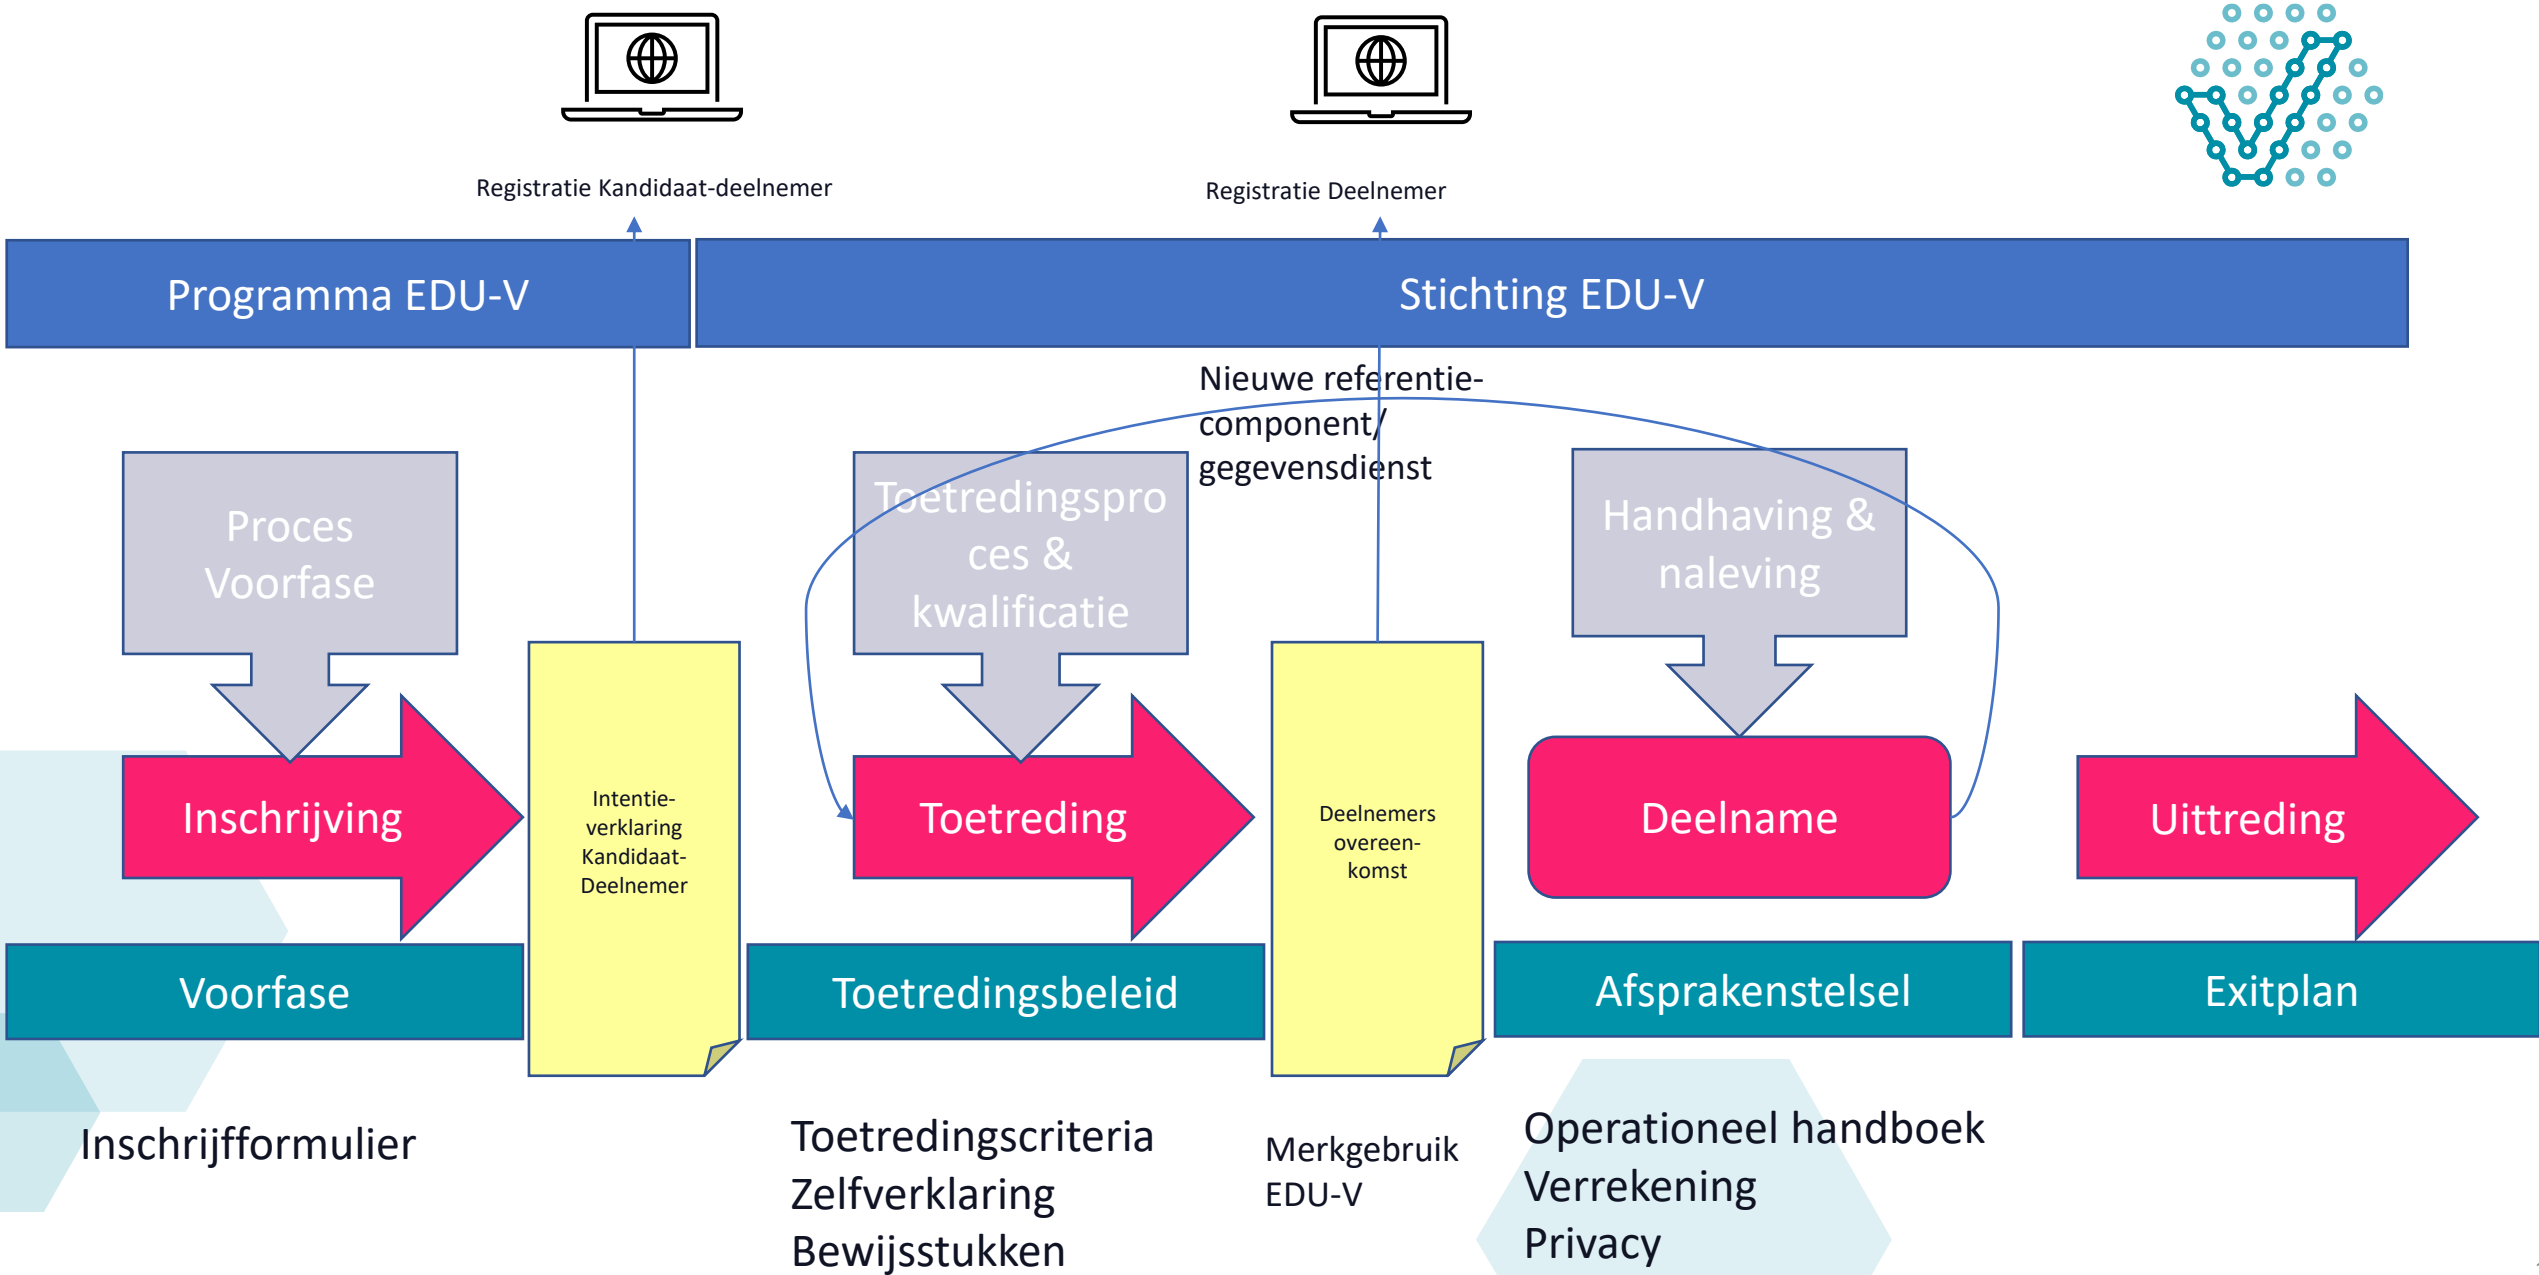 Registratie Kandidaat-deelnemer
Registratie Deelnemer
Programma EDU-V
Stichting EDU-V
Nieuwe referentie-
component/
gegevensdienst
Proces
Voorfase
Toetredingspro
ces &
kwalificatie
Handhaving &
naleving
Inschrijving
Intentie-
verklaring
Kandidaat-
Deelnemer
Toetreding
Deelnemers
overeen-
komst
Deelname
Uittreding
Voorfase
Toetredingsbeleid
Afsprakenstelsel
Exitplan
Inschrijfformulier
Toetredingscriteria
Zelfverklaring
Bewijsstukken
Merkgebruik
EDU-V
Operationeel handboek
Verrekening
Privacy